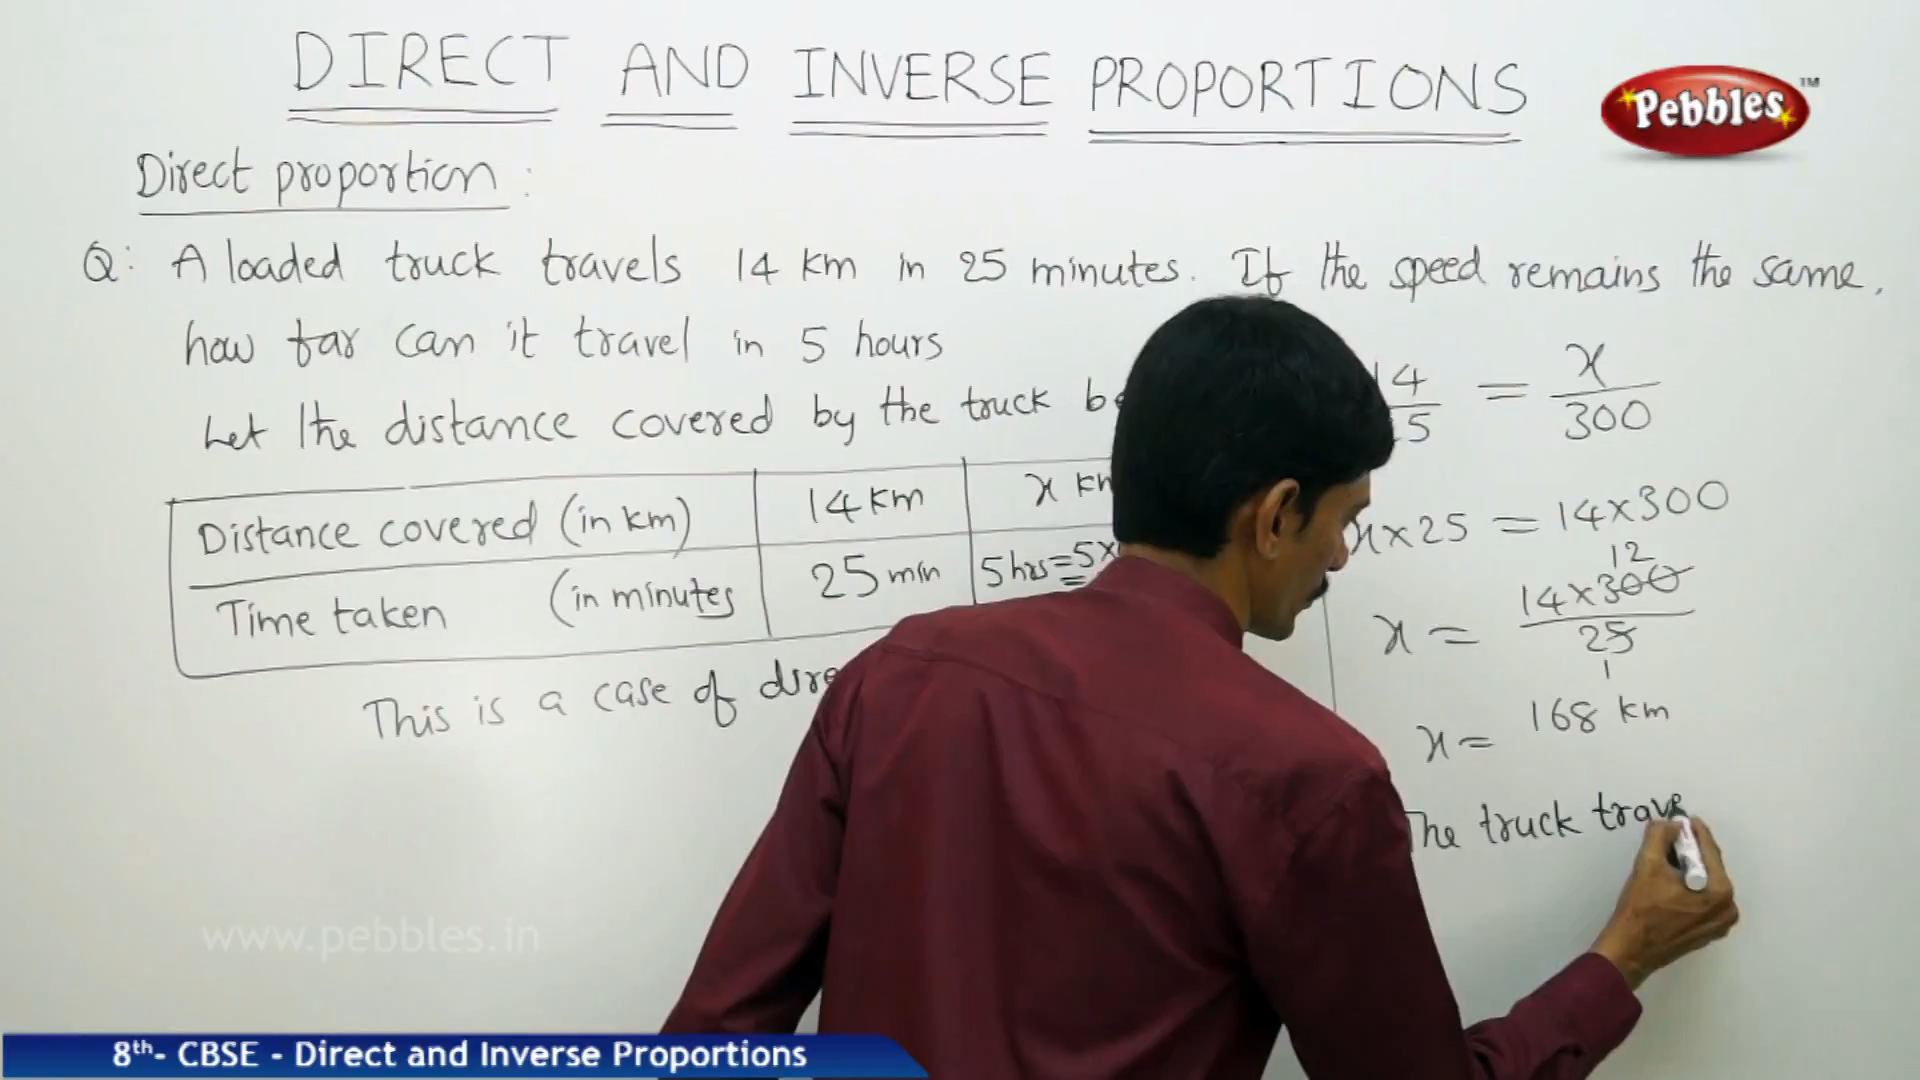 DIRECT AND INVERSE PROPORTIONS
Pebbles™
Direct proportion :
Q: A loaded truck travels 14 km in 25 minutes. If the speed remains the same,
how far can it travel in 5 hours
Let the distance covered by the truck be
Distance covered (in km) 14 km x km
Time taken (in minutes 25 min 5 hrs = 5 ×
This is a case of dire
14/25 = x/300
x × 25 = 14 × 300
12
x = 14 × 300/25
1
x = 168 km
The truck trave
www.pebbles.in
8th- CBSE - Direct and Inverse Proportions